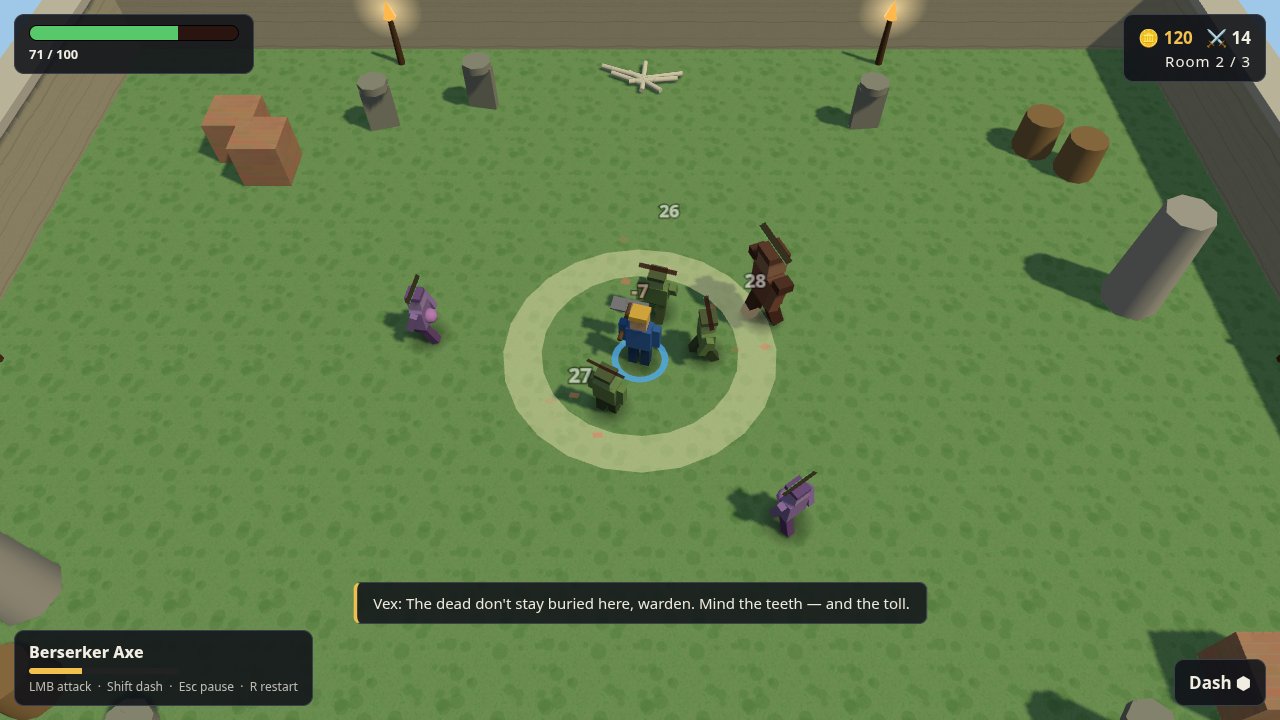 71 / 100
120 14
Room 2 / 3
26
28
-7
27
Vex: The dead don't stay buried here, warden. Mind the teeth — and the toll.
Berserker Axe
LMB attack · Shift dash · Esc pause · R restart
Dash